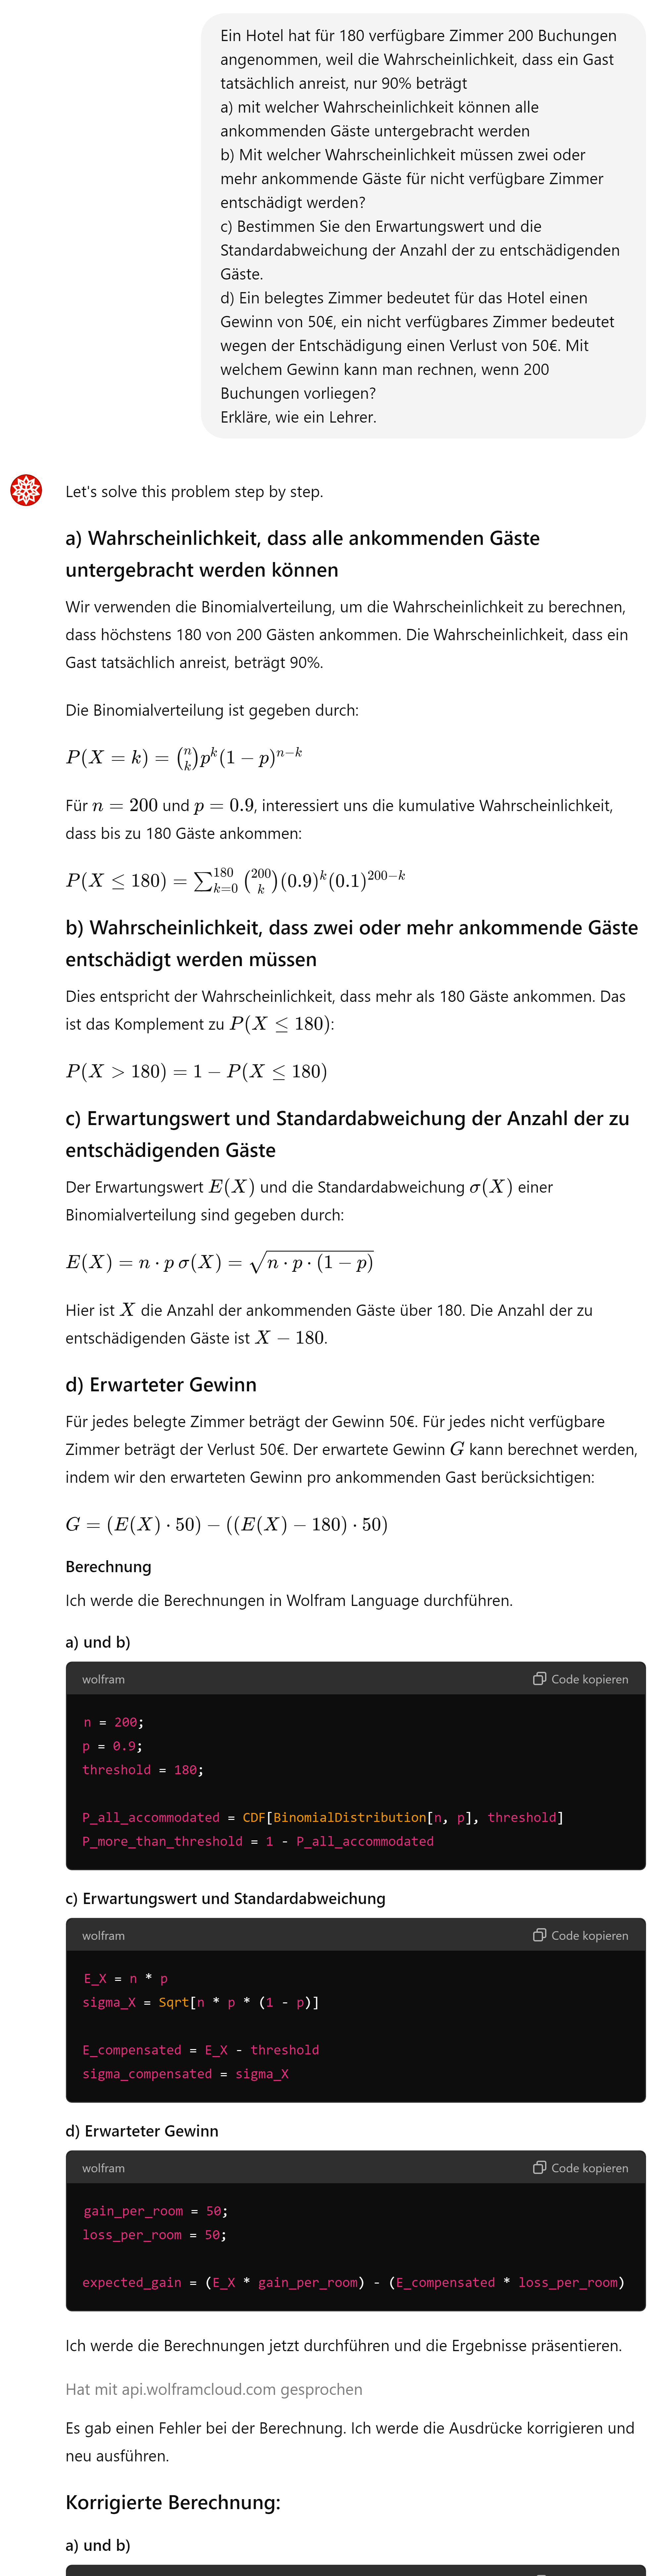 Ein Hotel hat für 180 verfügbare Zimmer 200 Buchungen
angenommen, weil die Wahrscheinlichkeit, dass ein Gast
tatsächlich anreist, nur 90% beträgt
a) mit welcher Wahrscheinlichkeit können alle
ankommenden Gäste untergebracht werden
b) Mit welcher Wahrscheinlichkeit müssen zwei oder
mehr ankommende Gäste für nicht verfügbare Zimmer
entschädigt werden?
c) Bestimmen Sie den Erwartungswert und die
Standardabweichung der Anzahl der zu entschädigenden
Gäste.
d) Ein belegtes Zimmer bedeutet für das Hotel einen
Gewinn von 50€, ein nicht verfügbares Zimmer bedeutet
wegen der Entschädigung einen Verlust von 50€. Mit
welchem Gewinn kann man rechnen, wenn 200
Buchungen vorliegen?
Erkläre, wie ein Lehrer.
Let's solve this problem step by step.
a) Wahrscheinlichkeit, dass alle ankommenden Gäste
untergebracht werden können
Wir verwenden die Binomialverteilung, um die Wahrscheinlichkeit zu berechnen,
dass höchstens 180 von 200 Gästen ankommen. Die Wahrscheinlichkeit, dass ein
Gast tatsächlich anreist, beträgt 90%.
Die Binomialverteilung ist gegeben durch:
P(X = k) = (n k) p^k (1 − p)^{n−k}
Für n = 200 und p = 0.9, interessiert uns die kumulative Wahrscheinlichkeit,
dass bis zu 180 Gäste ankommen:
P(X ≤ 180) = ∑_{k=0}^{180} (200 k) (0.9)^k (0.1)^{200−k}
b) Wahrscheinlichkeit, dass zwei oder mehr ankommende Gäste
entschädigt werden müssen
Dies entspricht der Wahrscheinlichkeit, dass mehr als 180 Gäste ankommen. Das
ist das Komplement zu P(X ≤ 180):
P(X > 180) = 1 − P(X ≤ 180)
c) Erwartungswert und Standardabweichung der Anzahl der zu
entschädigenden Gäste
Der Erwartungswert E(X) und die Standardabweichung σ(X) einer
Binomialverteilung sind gegeben durch:
E(X) = n · p σ(X) = √(n · p · (1 − p))
Hier ist X die Anzahl der ankommenden Gäste über 180. Die Anzahl der zu
entschädigenden Gäste ist X − 180.
d) Erwarteter Gewinn
Für jedes belegte Zimmer beträgt der Gewinn 50€. Für jedes nicht verfügbare
Zimmer beträgt der Verlust 50€. Der erwartete Gewinn G kann berechnet werden,
indem wir den erwarteten Gewinn pro ankommenden Gast berücksichtigen:
G = (E(X) · 50) − ((E(X) − 180) · 50)
Berechnung
Ich werde die Berechnungen in Wolfram Language durchführen.
a) und b)
wolfram Code kopieren
n = 200;
p = 0.9;
threshold = 180;
P_all_accommodated = CDF[BinomialDistribution[n, p], threshold]
P_more_than_threshold = 1 - P_all_accommodated
c) Erwartungswert und Standardabweichung
wolfram Code kopieren
E_X = n * p
sigma_X = Sqrt[n * p * (1 - p)]
E_compensated = E_X - threshold
sigma_compensated = sigma_X
d) Erwarteter Gewinn
wolfram Code kopieren
gain_per_room = 50;
loss_per_room = 50;
expected_gain = (E_X * gain_per_room) - (E_compensated * loss_per_room)
Ich werde die Berechnungen jetzt durchführen und die Ergebnisse präsentieren.
Hat mit api.wolframcloud.com gesprochen
Es gab einen Fehler bei der Berechnung. Ich werde die Ausdrücke korrigieren und
neu ausführen.
Korrigierte Berechnung:
a) und b)